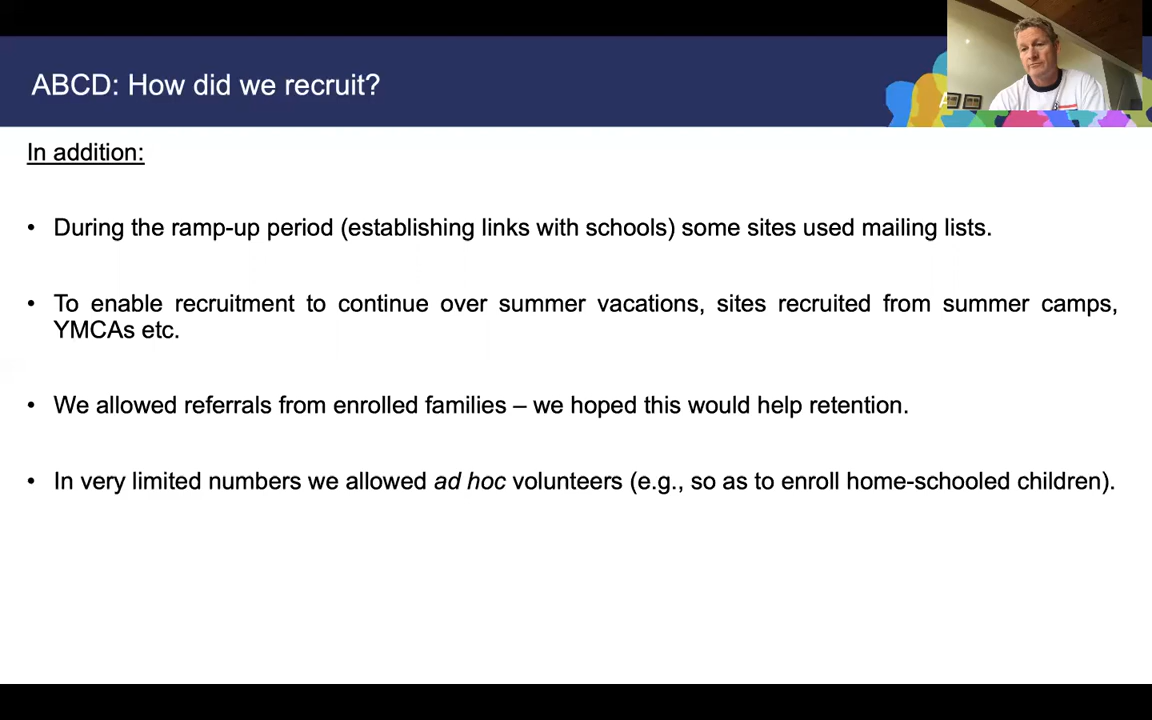 ABCD: How did we recruit?
In addition:
• During the ramp-up period (establishing links with schools) some sites used mailing lists.
• To enable recruitment to continue over summer vacations, sites recruited from summer camps,
YMCAs etc.
• We allowed referrals from enrolled families – we hoped this would help retention.
• In very limited numbers we allowed ad hoc volunteers (e.g., so as to enroll home-schooled children).